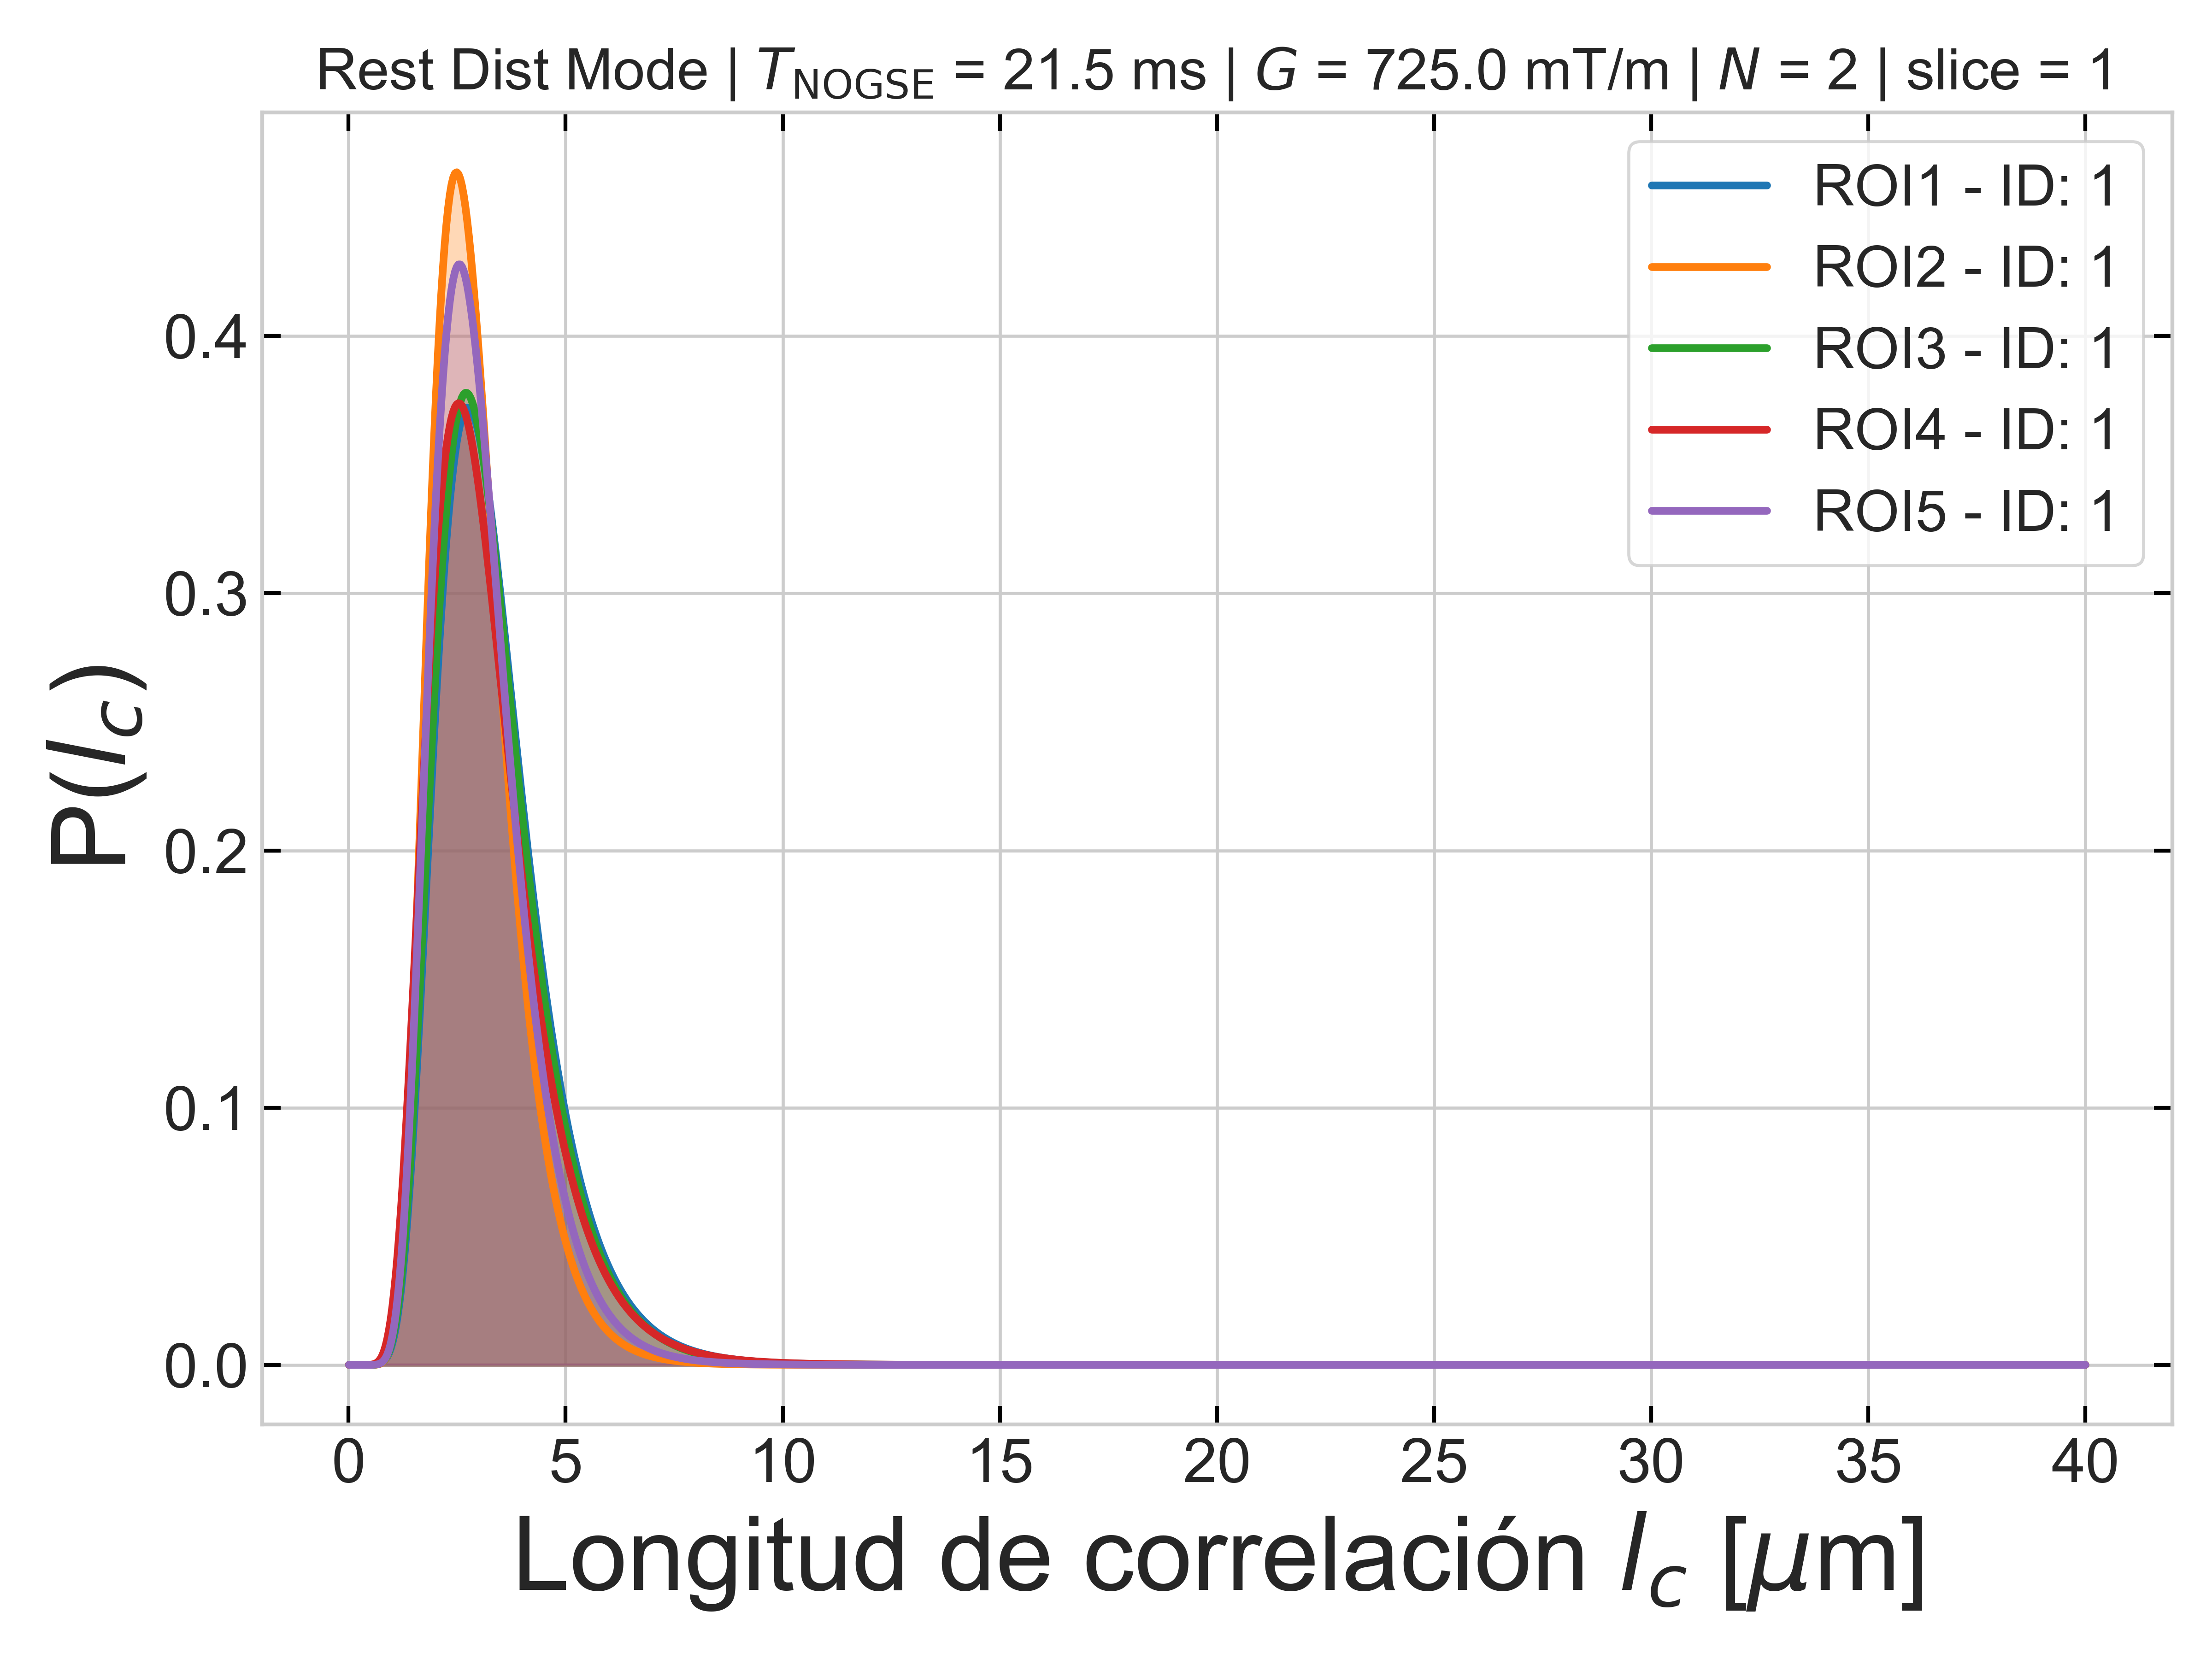 Rest Dist Mode | T_NOGSE = 21.5 ms | G = 725.0 mT/m | N = 2 | slice = 1
ROI1 - ID: 1
ROI2 - ID: 1
ROI3 - ID: 1
ROI4 - ID: 1
ROI5 - ID: 1
P(l_c)
0.4
0.3
0.2
0.1
0.0
0 5 10 15 20 25 30 35 40
Longitud de correlación l_c [μm]